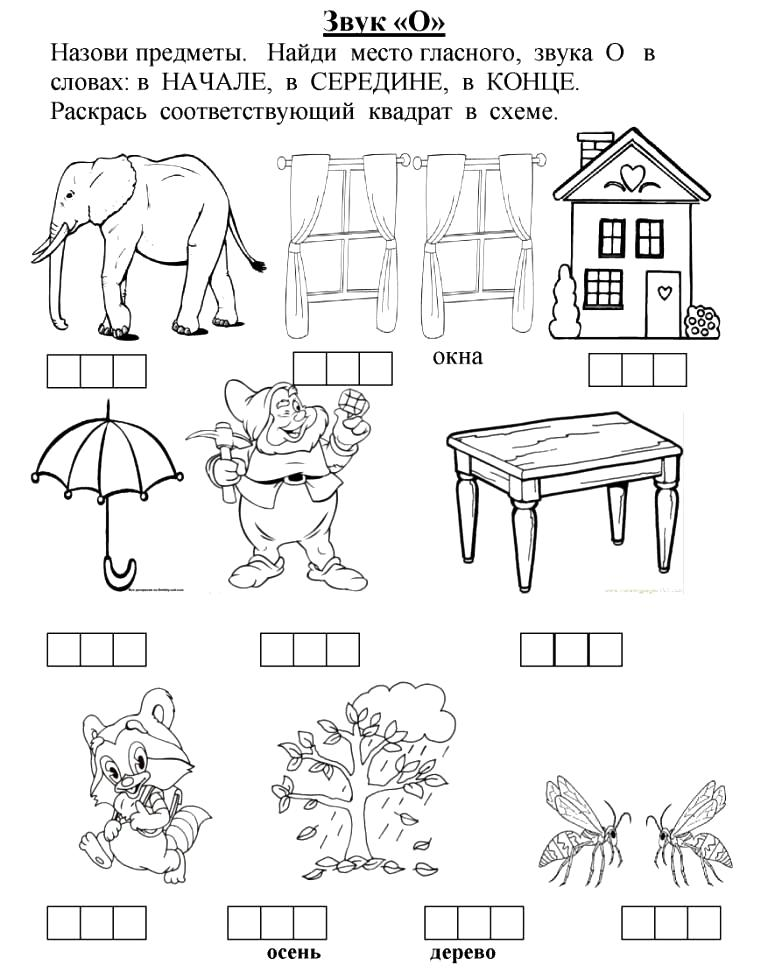 Звук «О»
Назови предметы. Найди место гласного, звука О в
словах: в НАЧАЛЕ, в СЕРЕДИНЕ, в КОНЦЕ.
Раскрась соответствующий квадрат в схеме.
окна
осень дерево